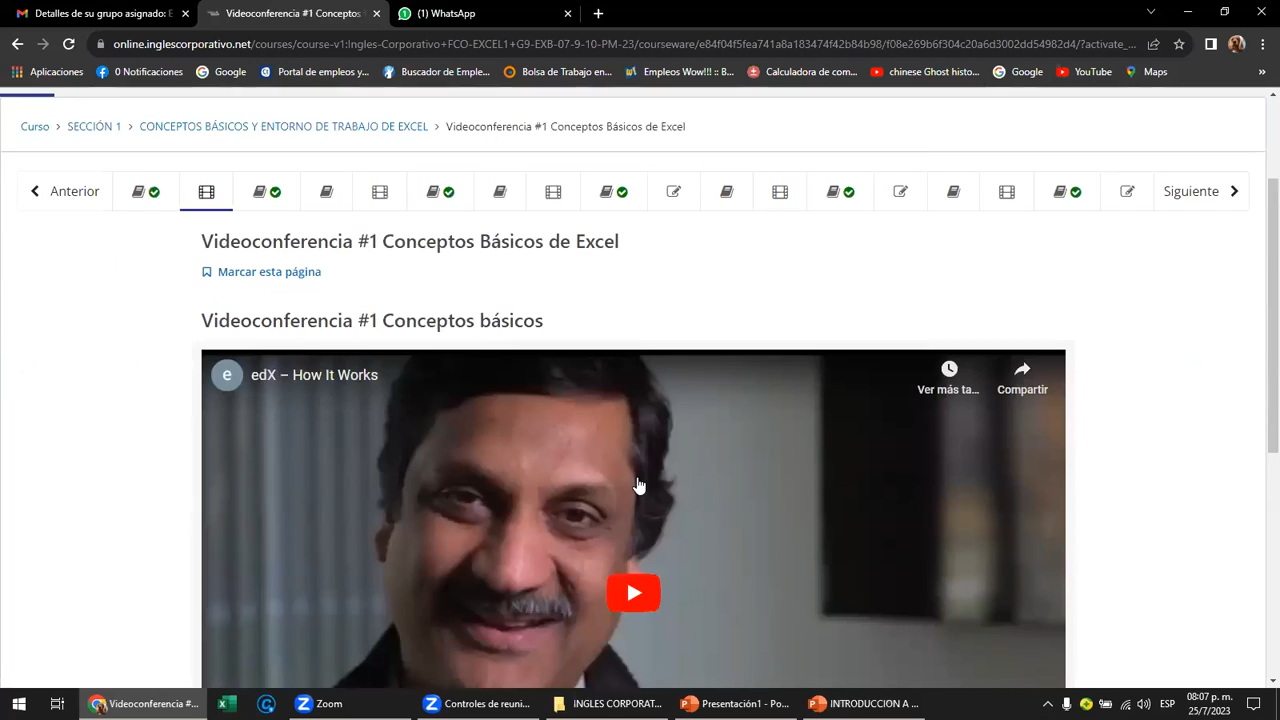 Detalles de su grupo asignado: E
Videoconferencia #1 Conceptos
(1) WhatsApp
online.inglescorporativo.net/courses/course-v1:Ingles-Corporativo+FCO-EXCEL1+G9-EXB-07-9-10-PM-23/courseware/e84f04f5fea741a8a183474f42b84b98/f08e269b6f304c20a6d3002dd54982d4/?activate_...
Aplicaciones
0 Notificaciones
Google
Portal de empleos y...
Buscador de Emple...
Bolsa de Trabajo en...
Empleos Wow!!! :: B...
Calculadora de com...
chinese Ghost histo...
Google
YouTube
Maps
»
Curso > SECCIÓN 1 > CONCEPTOS BÁSICOS Y ENTORNO DE TRABAJO DE EXCEL > Videoconferencia #1 Conceptos Básicos de Excel
Anterior
Siguiente
Videoconferencia #1 Conceptos Básicos de Excel
Marcar esta página
Videoconferencia #1 Conceptos básicos
e
edX – How It Works
Ver más ta...
Compartir
Videoconferencia #...
Zoom
Controles de reuni...
INGLES CORPORAT...
Presentación1 - Po...
INTRODUCCION A ...
ESP
08:07 p. m.
25/7/2023